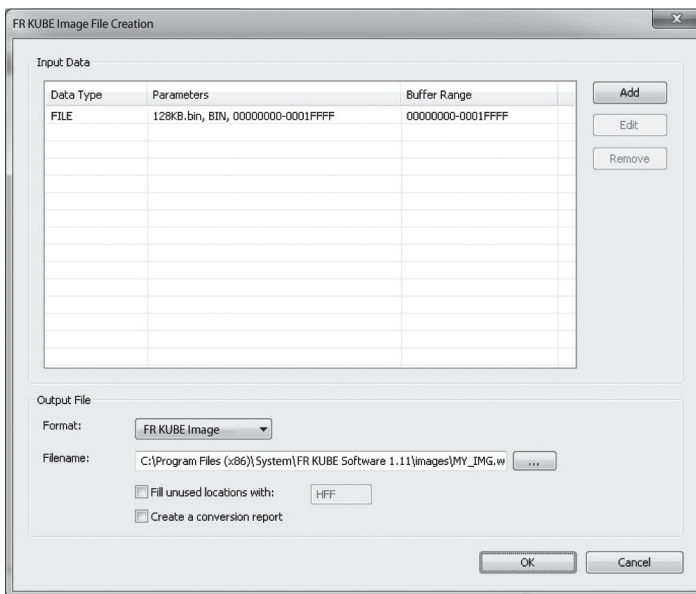 FR KUBE Image File Creation
Input Data
Data Type Parameters Buffer Range
FILE 128KB.bin, BIN, 00000000-0001FFFF 00000000-0001FFFF
Add
Edit
Remove
Output File
Format: FR KUBE Image
Filename: C:\Program Files (x86)\System\FR KUBE Software 1.11\images\MY_IMG.w ...
Fill unused locations with: HFF
Create a conversion report
OK Cancel